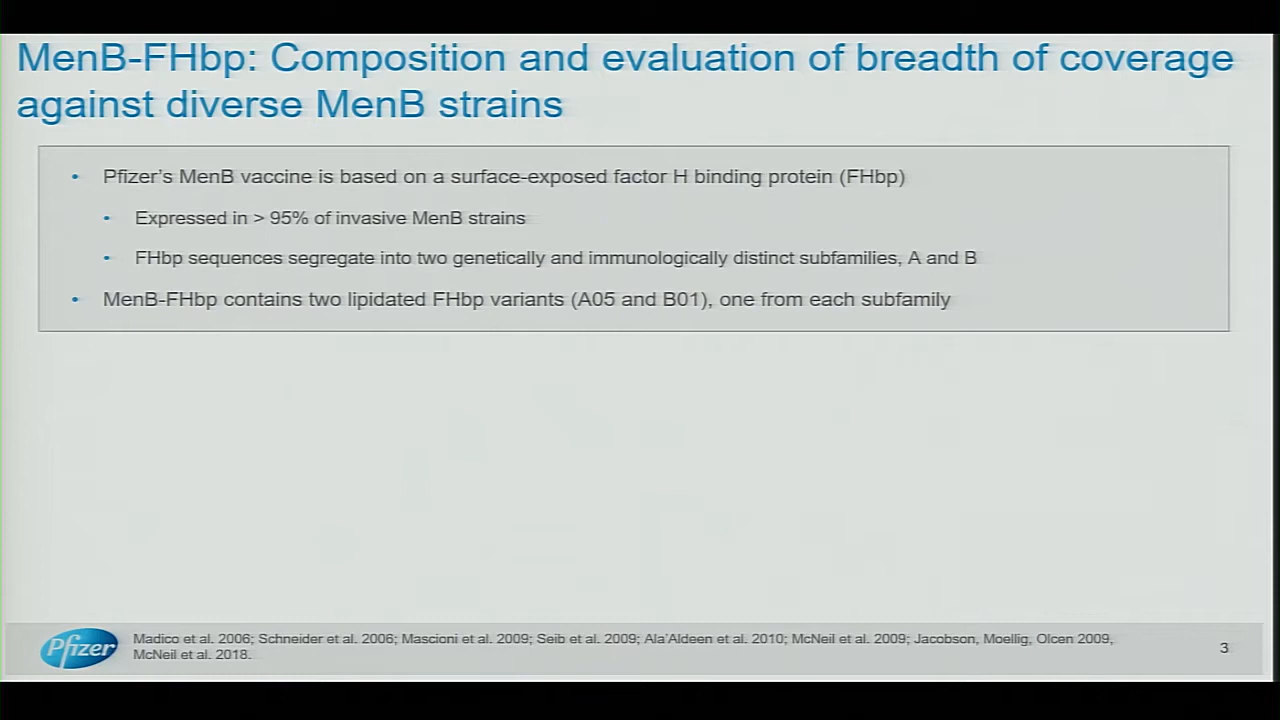 MenB-FHbp: Composition and evaluation of breadth of coverage
against diverse MenB strains
• Pfizer's MenB vaccine is based on a surface-exposed factor H binding protein (FHbp)
• Expressed in > 95% of invasive MenB strains
• FHbp sequences segregate into two genetically and immunologically distinct subfamilies, A and B
• MenB-FHbp contains two lipidated FHbp variants (A05 and B01), one from each subfamily
Pfizer
Madico et al. 2006; Schneider et al. 2006; Mascioni et al. 2009; Seib et al. 2009; Ala'Aldeen et al. 2010; McNeil et al. 2009; Jacobson, Moellig, Olcen 2009,
McNeil et al. 2018.
3